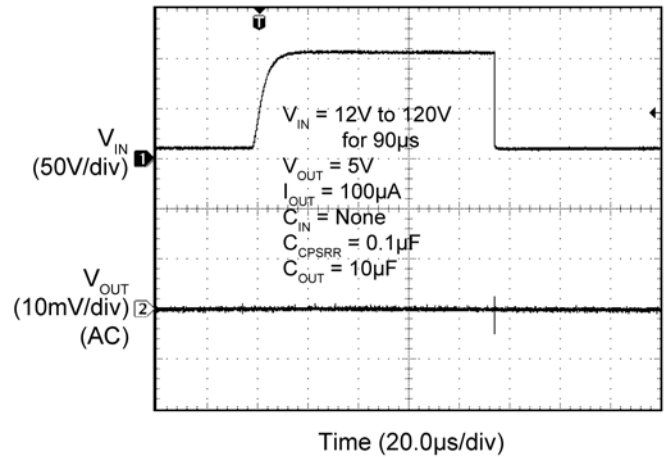 T
V_IN = 12V to 120V
for 90µs
V_OUT = 5V
I_OUT = 100µA
C_IN = None
C_CPSRR = 0.1µF
C_OUT = 10µF
V_IN
(50V/div)
1
V_OUT
(10mV/div)
2
(AC)
Time (20.0µs/div)